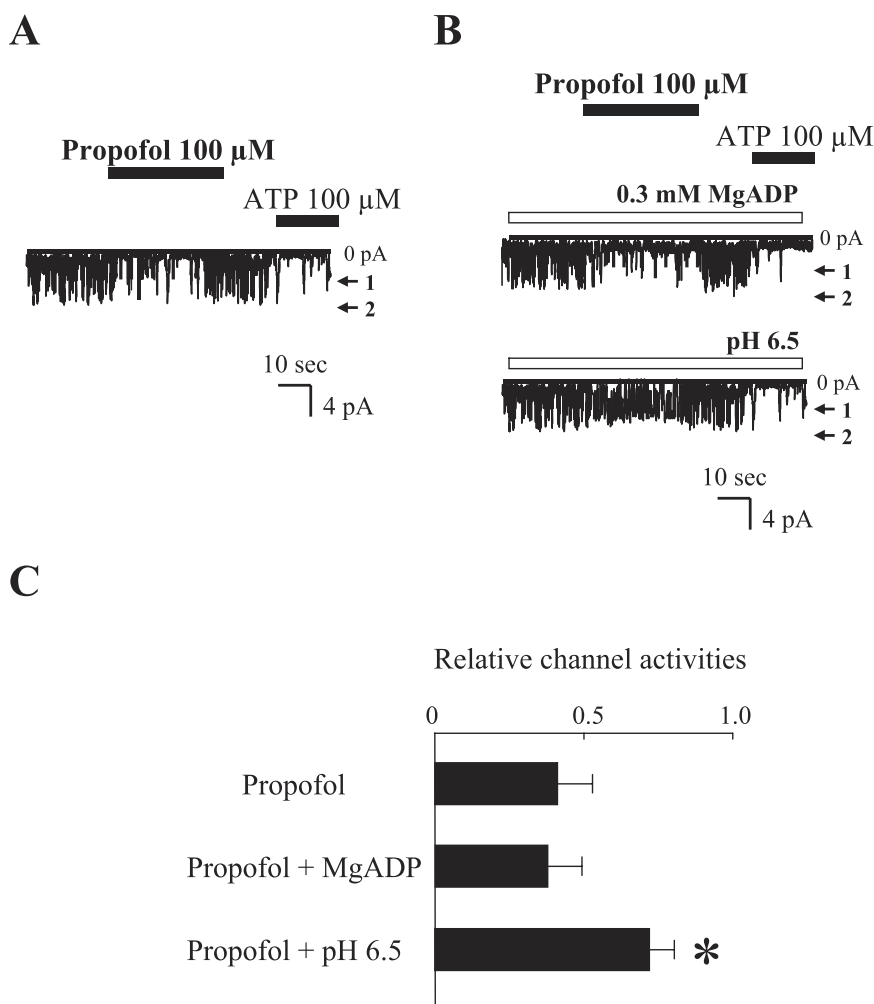 A
Propofol 100 µM
ATP 100 µM
0 pA
1
2
10 sec
4 pA
B
Propofol 100 µM
ATP 100 µM
0.3 mM MgADP
0 pA
1
2
pH 6.5
0 pA
1
2
10 sec
4 pA
C
Relative channel activities
0 0.5 1.0
Propofol
Propofol + MgADP
Propofol + pH 6.5 *